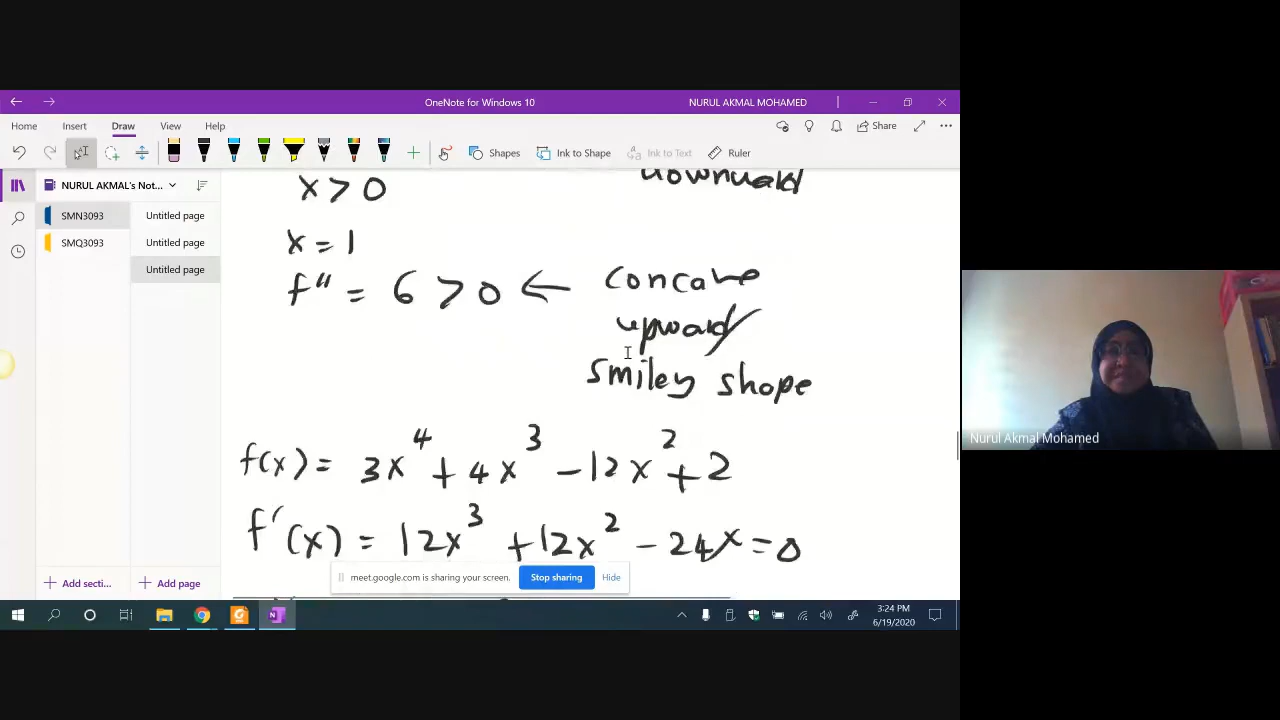 OneNote for Windows 10
NURUL AKMAL MOHAMED
Home Insert Draw View Help
Share
Shapes Ink to Shape Ink to Text Ruler
NURUL AKMAL's Not...
SMN3093
SMQ3093
Untitled page
Untitled page
Untitled page
downward
x > 0
x = 1
f" = 6 > 0 ← concave
upward/
smiley shape
f(x) = 3x⁴ + 4x³ - 12x² + 2
f'(x) = 12x³ + 12x² - 24x = 0
Add secti...
Add page
meet.google.com is sharing your screen. Stop sharing Hide
3:24 PM
6/19/2020
Nurul Akmal Mohamed